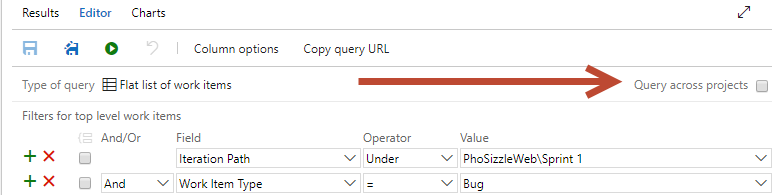 Results Editor Charts
Column options Copy query URL
Type of query Flat list of work items Query across projects
Filters for top level work items
And/Or Field Operator Value
Iteration Path Under PhoSizzleWeb\Sprint 1
And Work Item Type = Bug